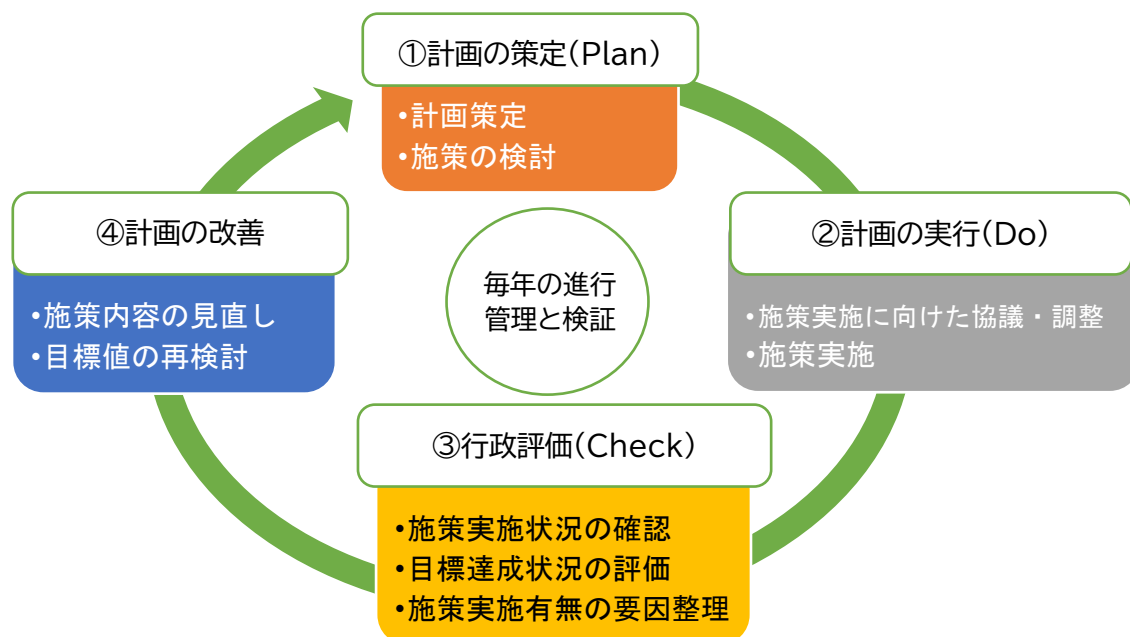 ①計画の策定(Plan)
•計画策定
•施策の検討
②計画の実行(Do)
•施策実施に向けた協議・調整
•施策実施
③行政評価(Check)
•施策実施状況の確認
•目標達成状況の評価
•施策実施有無の要因整理
④計画の改善
•施策内容の見直し
•目標値の再検討
毎年の進行
管理と検証